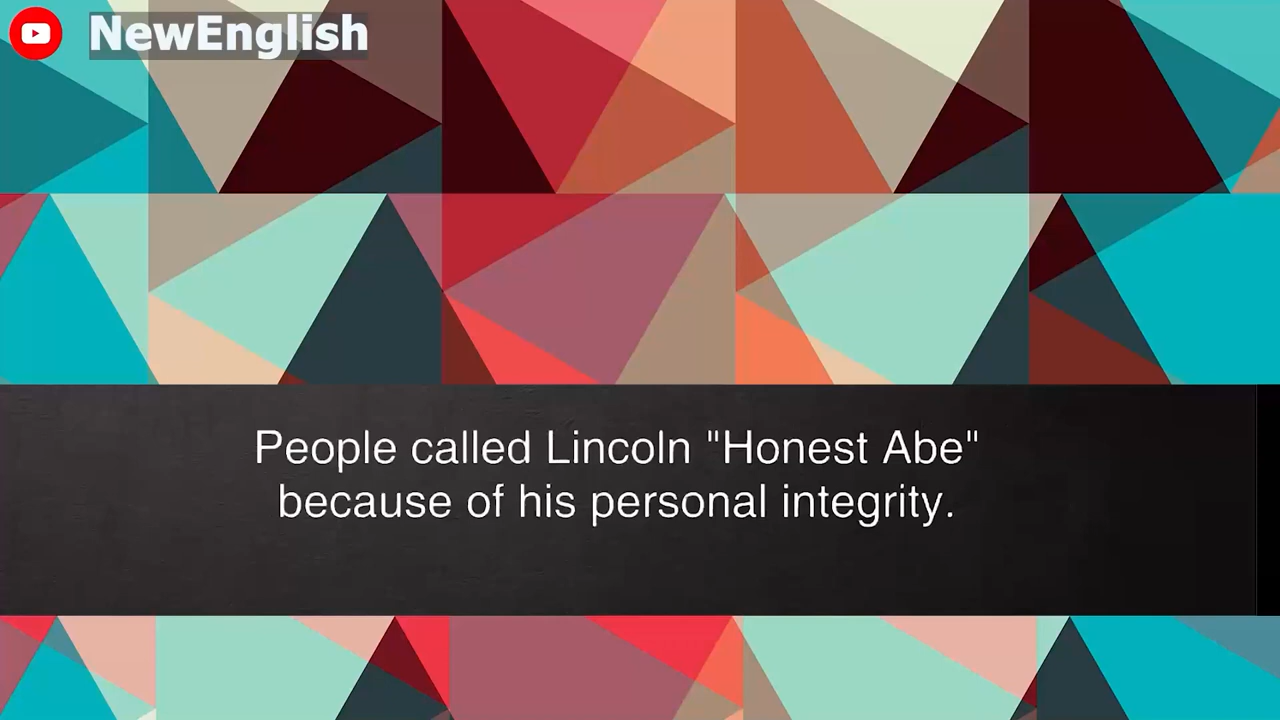 NewEnglish
People called Lincoln "Honest Abe"
because of his personal integrity.